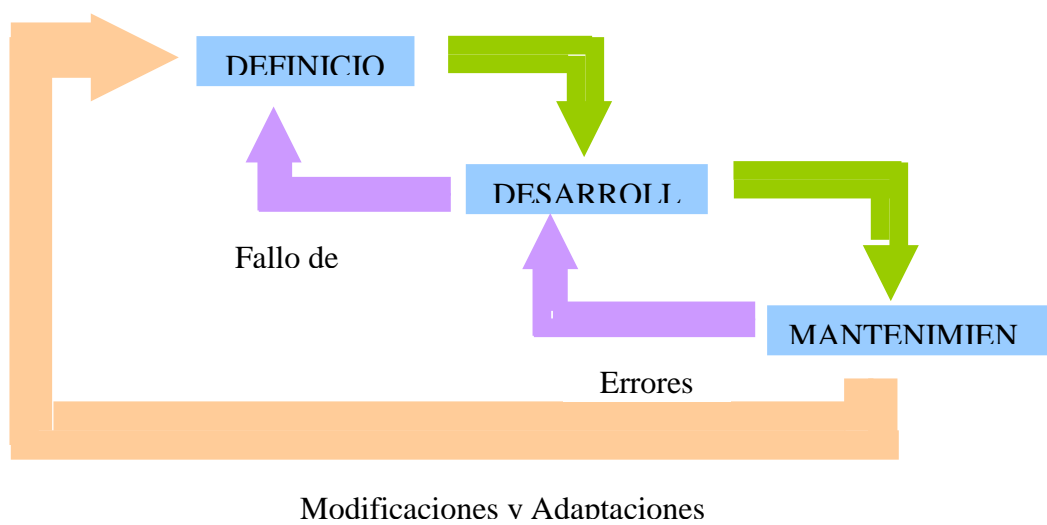 DEFINICIO
DESARROLL
Fallo de
MANTENIMIEN
Errores
Modificaciones y Adaptaciones